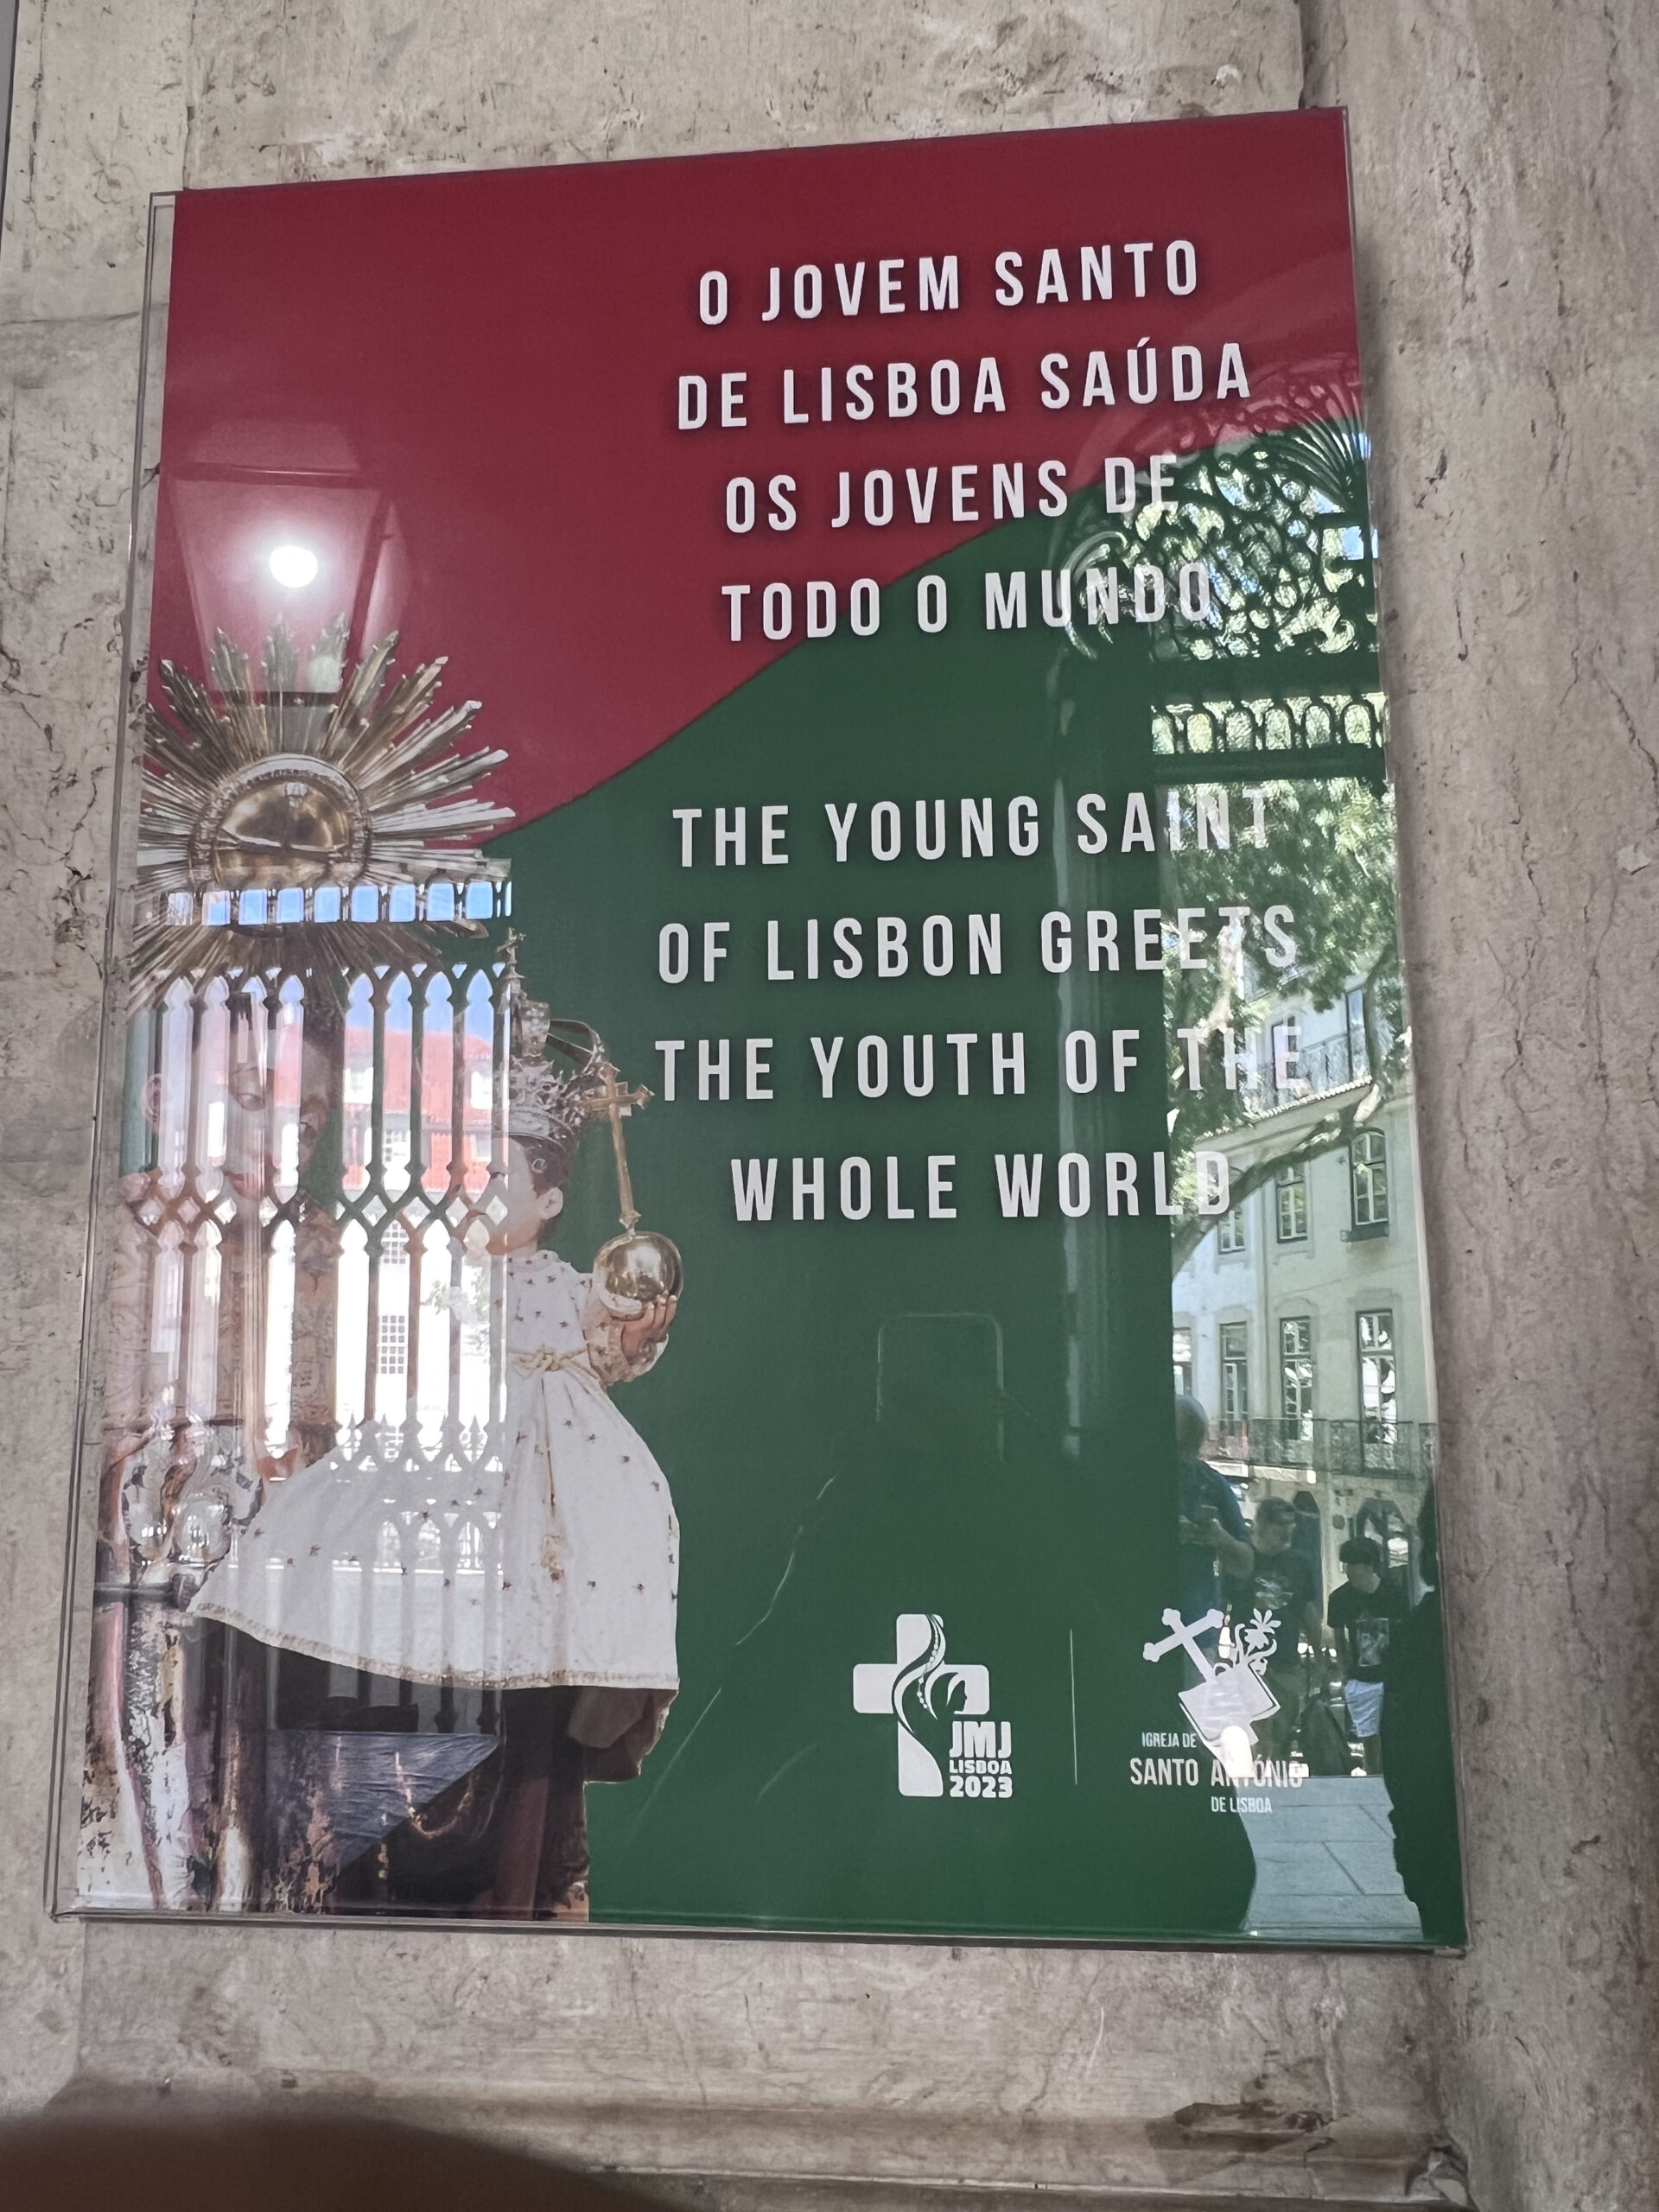 O JOVEM SANTO
DE LISBOA SAÚDA
OS JOVENS DE
TODO O MUNDO
THE YOUNG SAINT
OF LISBON GREETS
THE YOUTH OF THE
WHOLE WORLD
JMJ
LISBOA
2023
IGREJA DE
SANTO ANTÓNIO
DE LISBOA